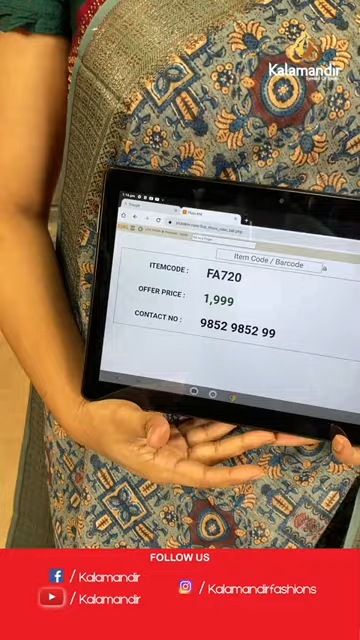 Kalamandir
Item Code / Barcode
ITEMCODE : FA720
OFFER PRICE : 1,999
CONTACT NO : 9852 9852 99
FOLLOW US
/ Kalamandir
/ Kalamandirfashions
/ Kalamandir